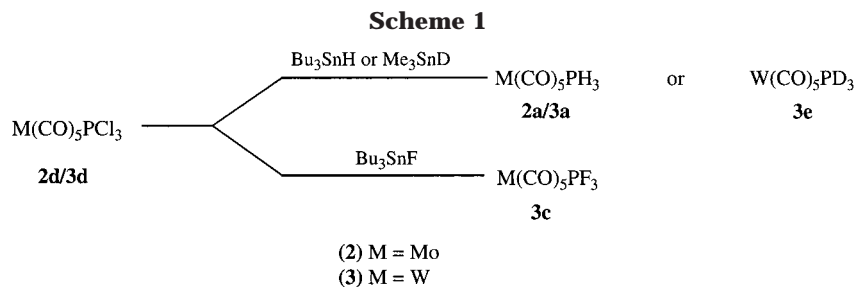 Scheme 1
Bu₃SnH or Me₃SnD
M(CO)₅PH₃ or W(CO)₅PD₃
2a/3a 3e
M(CO)₅PCl₃
2d/3d
Bu₃SnF
M(CO)₅PF₃
3c
(2) M = Mo
(3) M = W